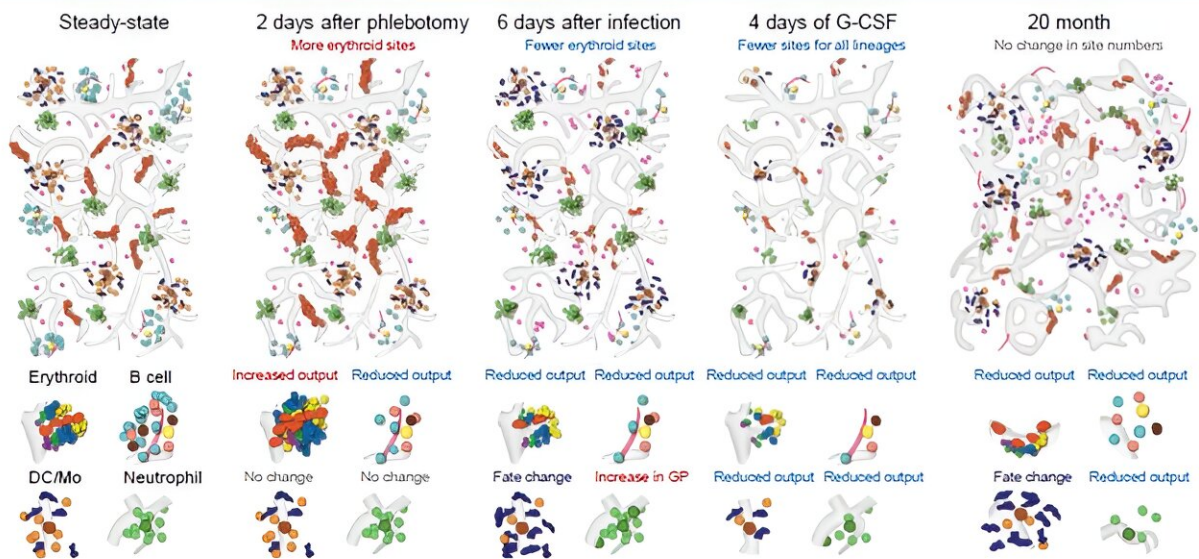 Steady-state
2 days after phlebotomy
6 days after infection
4 days of G-CSF
20 month
More erythroid sites
Fewer erythroid sites
Fewer sites for all lineages
No change in site numbers
Erythroid
B cell
Increased output
Reduced output
Reduced output
Reduced output
Reduced output
Reduced output
Reduced output
Reduced output
DC/Mo
Neutrophil
No change
No change
Fate change
Increase in GP
Reduced output
Reduced output
Fate change
Reduced output